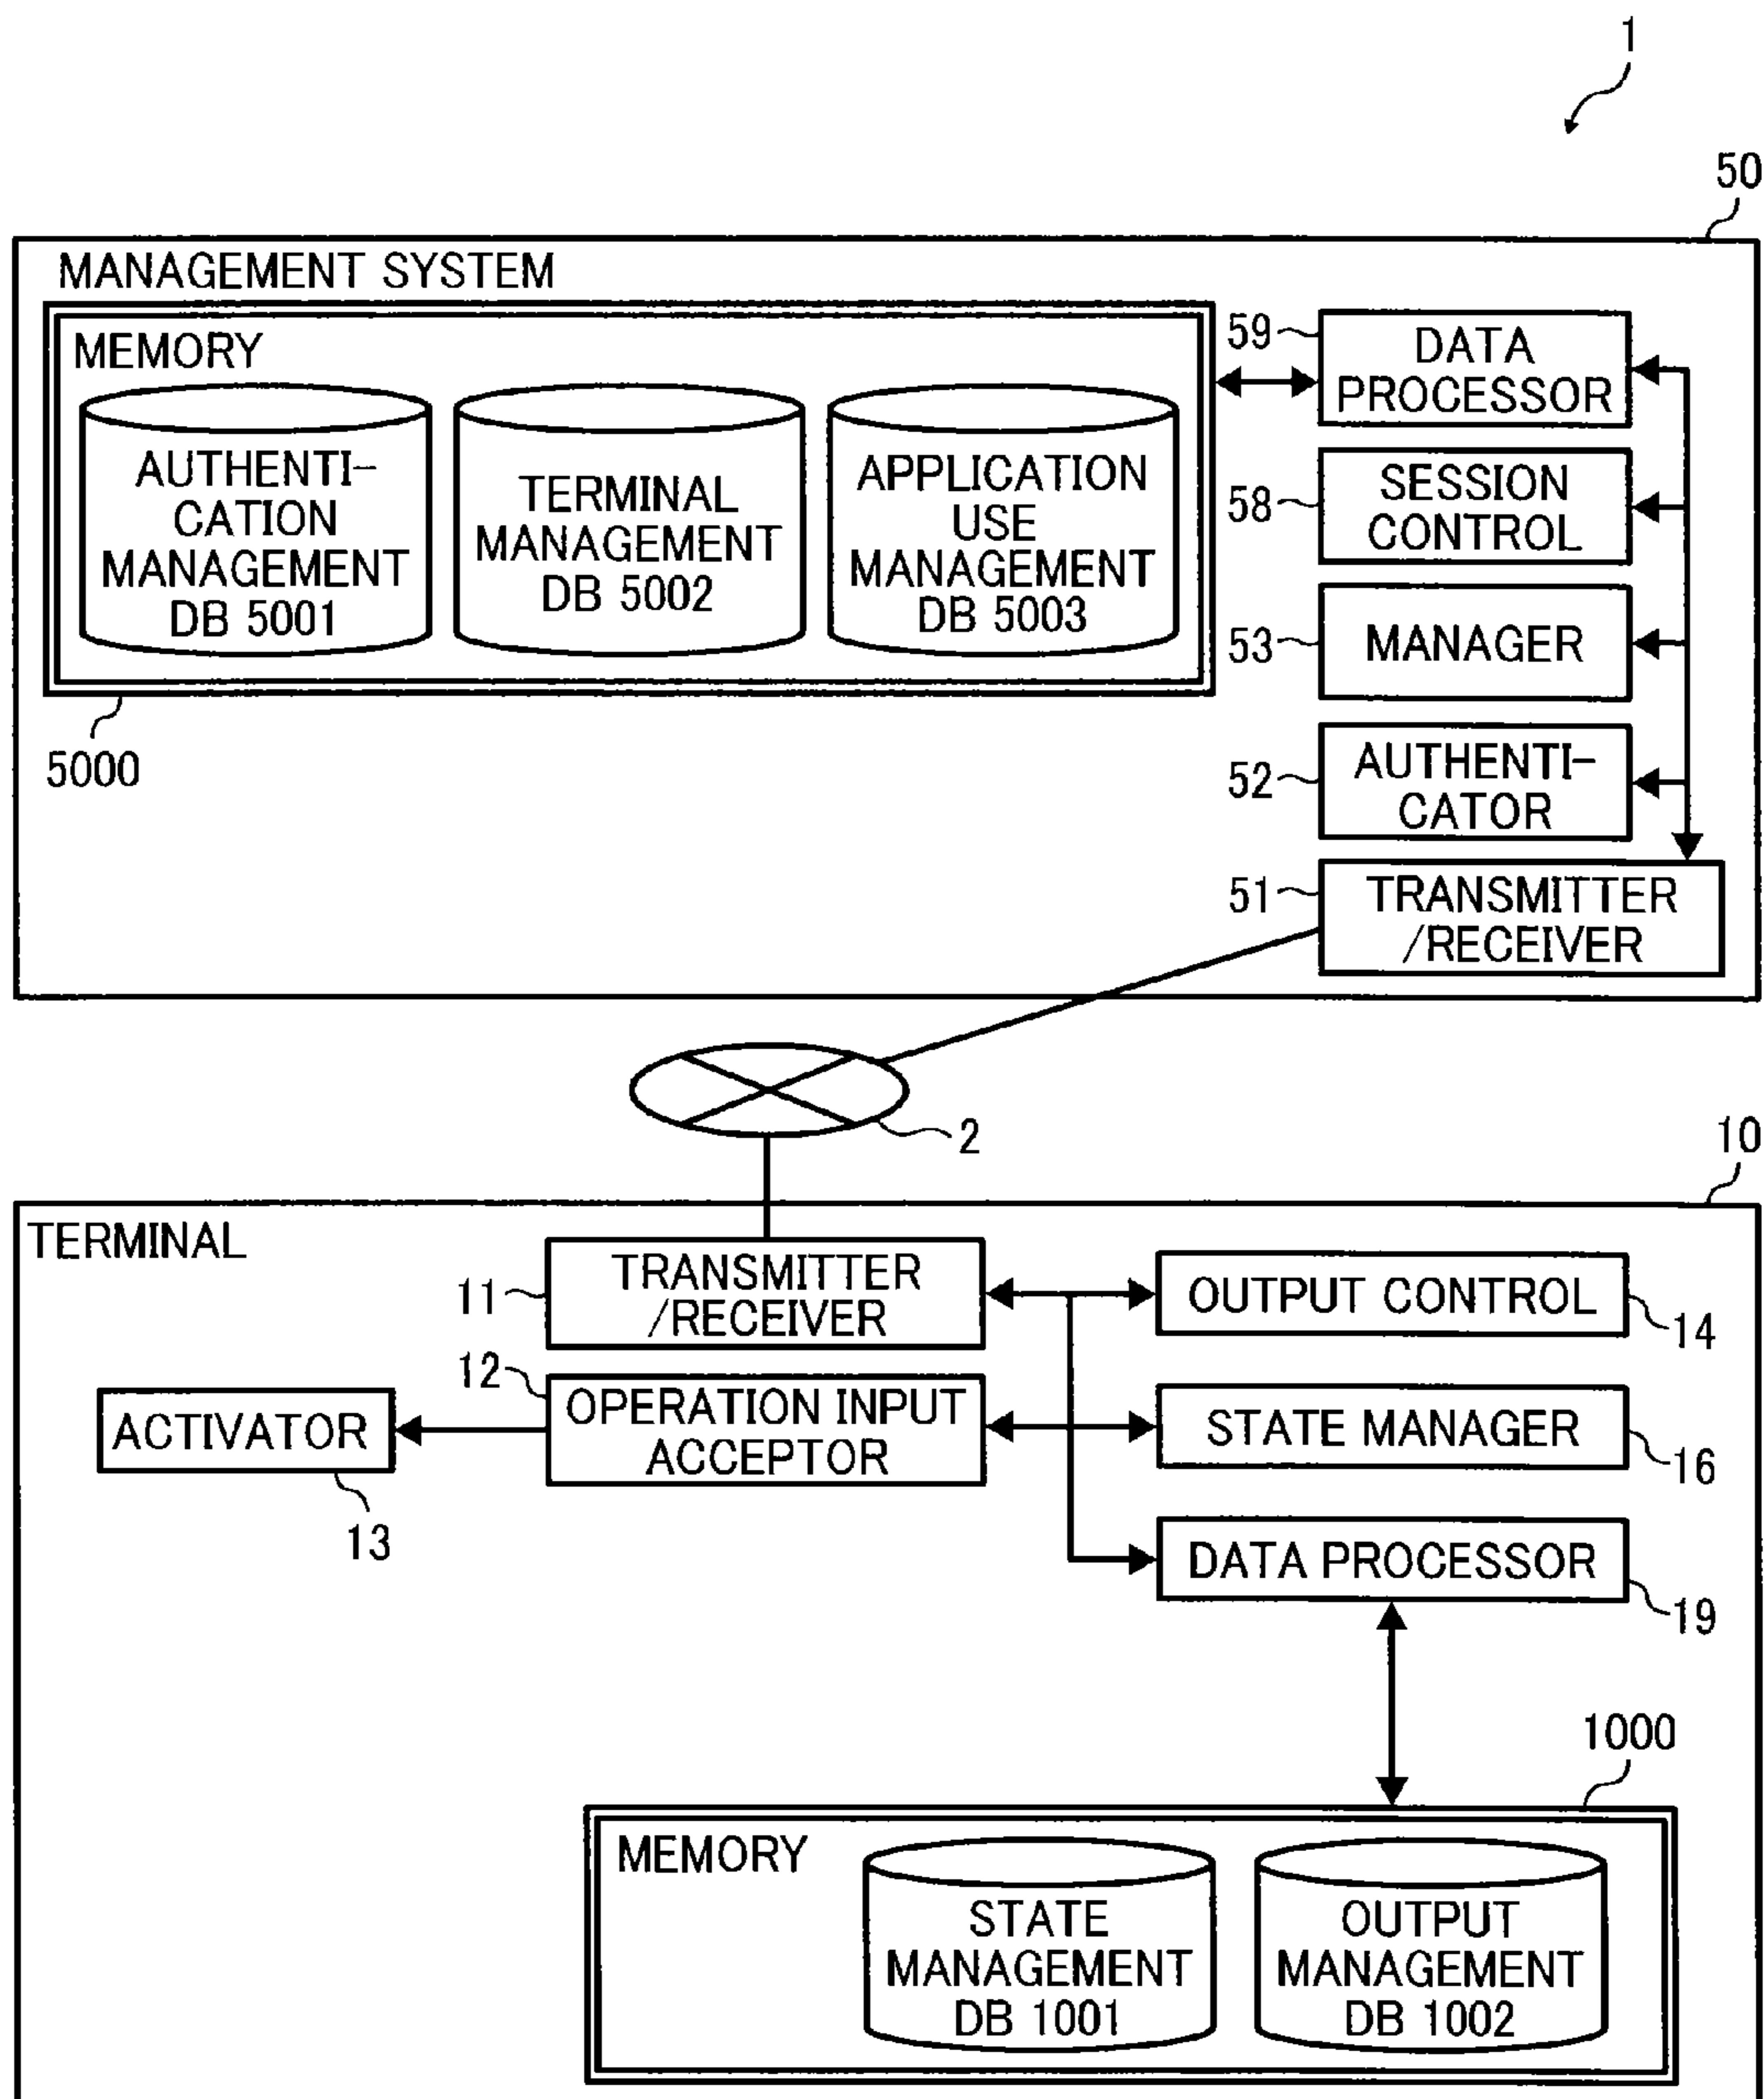 1
50
MANAGEMENT SYSTEM
MEMORY
AUTHENTI-
CATION
MANAGEMENT
DB 5001
TERMINAL
MANAGEMENT
DB 5002
APPLICATION
USE
MANAGEMENT
DB 5003
5000
59
DATA
PROCESSOR
58
SESSION
CONTROL
53
MANAGER
52
AUTHENTI-
CATOR
51
TRANSMITTER
/RECEIVER
2
10
TERMINAL
11
TRANSMITTER
/RECEIVER
OUTPUT CONTROL
14
12
OPERATION INPUT
ACCEPTOR
ACTIVATOR
13
STATE MANAGER
16
DATA PROCESSOR
19
1000
MEMORY
STATE
MANAGEMENT
DB 1001
OUTPUT
MANAGEMENT
DB 1002